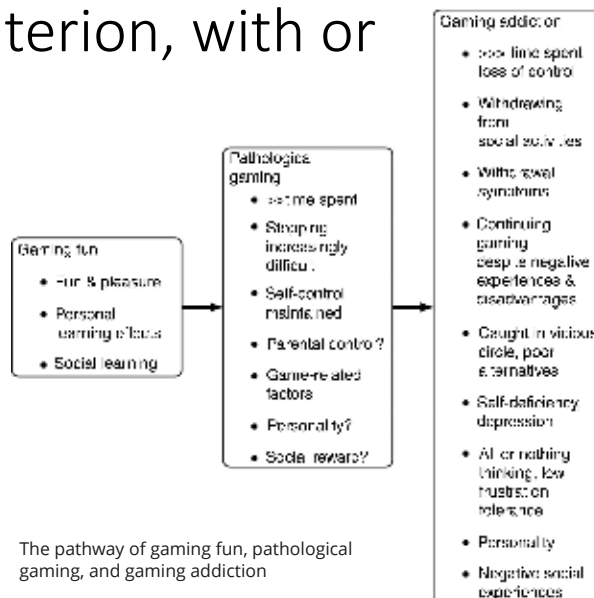 terion, with or
Gaming fun
Fun & pleasure
Personal
learning effects
Social learning
Pathological
gaming
>>time spent
Stopping
increasingly
difficult
Self-control
maintained
Parental control?
Game-related
factors
Personality?
Social reward?
Gaming addiction
>>> time spent
loss of control
Withdrawing
from
social activities
Withdrawal
symptoms
Continuing
gaming
despite negative
experiences &
disadvantages
Caught in vicious
circle, poor
alternatives
Self-deficiency
depression
All or nothing
thinking, low
frustration
tolerance
Personality
Negative social
experiences
The pathway of gaming fun, pathological
gaming, and gaming addiction